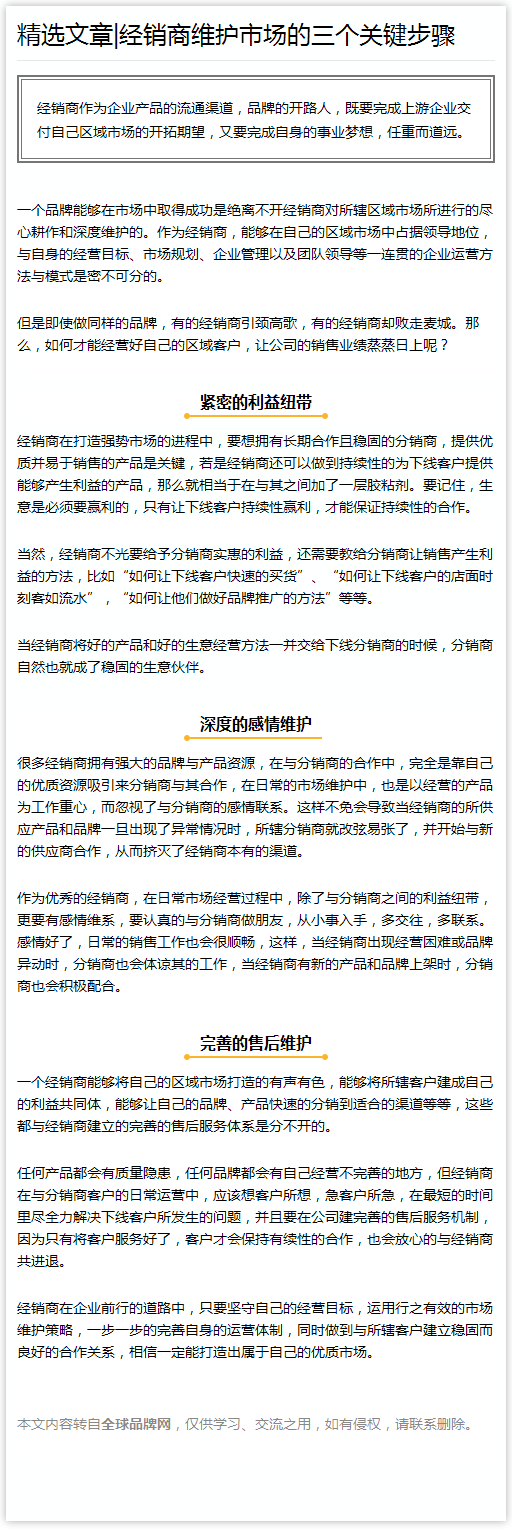 精选文章|经销商维护市场的三个关键步骤
经销商作为企业产品的流通渠道，品牌的开路人，既要完成上游企业交
付自己区域市场的开拓期望，又要完成自身的事业梦想，任重而道远。
一个品牌能够在市场中取得成功是绝离不开经销商对所辖区域市场所进行的尽
心耕作和深度维护的。作为经销商，能够在自己的区域市场中占据领导地位，
与自身的经营目标、市场规划、企业管理以及团队领导等一连贯的企业运营方
法与模式是密不可分的。
但是即使做同样的品牌，有的经销商引颈高歌，有的经销商却败走麦城。那
么，如何才能经营好自己的区域客户，让公司的销售业绩蒸蒸日上呢？
紧密的利益纽带
经销商在打造强势市场的进程中，要想拥有长期合作且稳固的分销商，提供优
质并易于销售的产品是关键，若是经销商还可以做到持续性的为下线客户提供
能够产生利益的产品，那么就相当于在与其之间加了一层胶粘剂。要记住，生
意是必须要赢利的，只有让下线客户持续性赢利，才能保证持续性的合作。
当然，经销商不光要给予分销商实惠的利益，还需要教给分销商让销售产生利
益的方法，比如“如何让下线客户快速的买货”、“如何让下线客户的店面时
刻客如流水”，“如何让他们做好品牌推广的方法”等等。
当经销商将好的产品和好的生意经营方法一并交给下线分销商的时候，分销商
自然也就成了稳固的生意伙伴。
深度的感情维护
很多经销商拥有强大的品牌与产品资源，在与分销商的合作中，完全是靠自己
的优质资源吸引来分销商与其合作，在日常的市场维护中，也是以经营的产品
为工作重心，而忽视了与分销商的感情联系。这样不免会导致当经销商的所供
应产品和品牌一旦出现了异常情况时，所辖分销商就改弦易张了，并开始与新
的供应商合作，从而挤灭了经销商本有的渠道。
作为优秀的经销商，在日常市场经营过程中，除了与分销商之间的利益纽带，
更要有感情维系，要认真的与分销商做朋友，从小事入手，多交往，多联系。
感情好了，日常的销售工作也会很顺畅，这样，当经销商出现经营困难或品牌
异动时，分销商也会体谅其的工作，当经销商有新的产品和品牌上架时，分销
商也会积极配合。
完善的售后维护
一个经销商能够将自己的区域市场打造的有声有色，能够将所辖客户建成自己
的利益共同体，能够让自己的品牌、产品快速的分销到适合的渠道等等，这些
都与经销商建立的完善的售后服务体系是分不开的。
任何产品都会有质量隐患，任何品牌都会有自己经营不完善的地方，但经销商
在与分销商客户的日常运营中，应该想客户所想，急客户所急，在最短的时间
里尽全力解决下线客户所发生的问题，并且要在公司建完善的售后服务机制，
因为只有将客户服务好了，客户才会保持有续性的合作，也会放心的与经销商
共进退。
经销商在企业前行的道路中，只要坚守自己的经营目标，运用行之有效的市场
维护策略，一步一步的完善自身的运营体制，同时做到与所辖客户建立稳固而
良好的合作关系，相信一定能打造出属于自己的优质市场。
本文内容转自全球品牌网，仅供学习、交流之用，如有侵权，请联系删除。